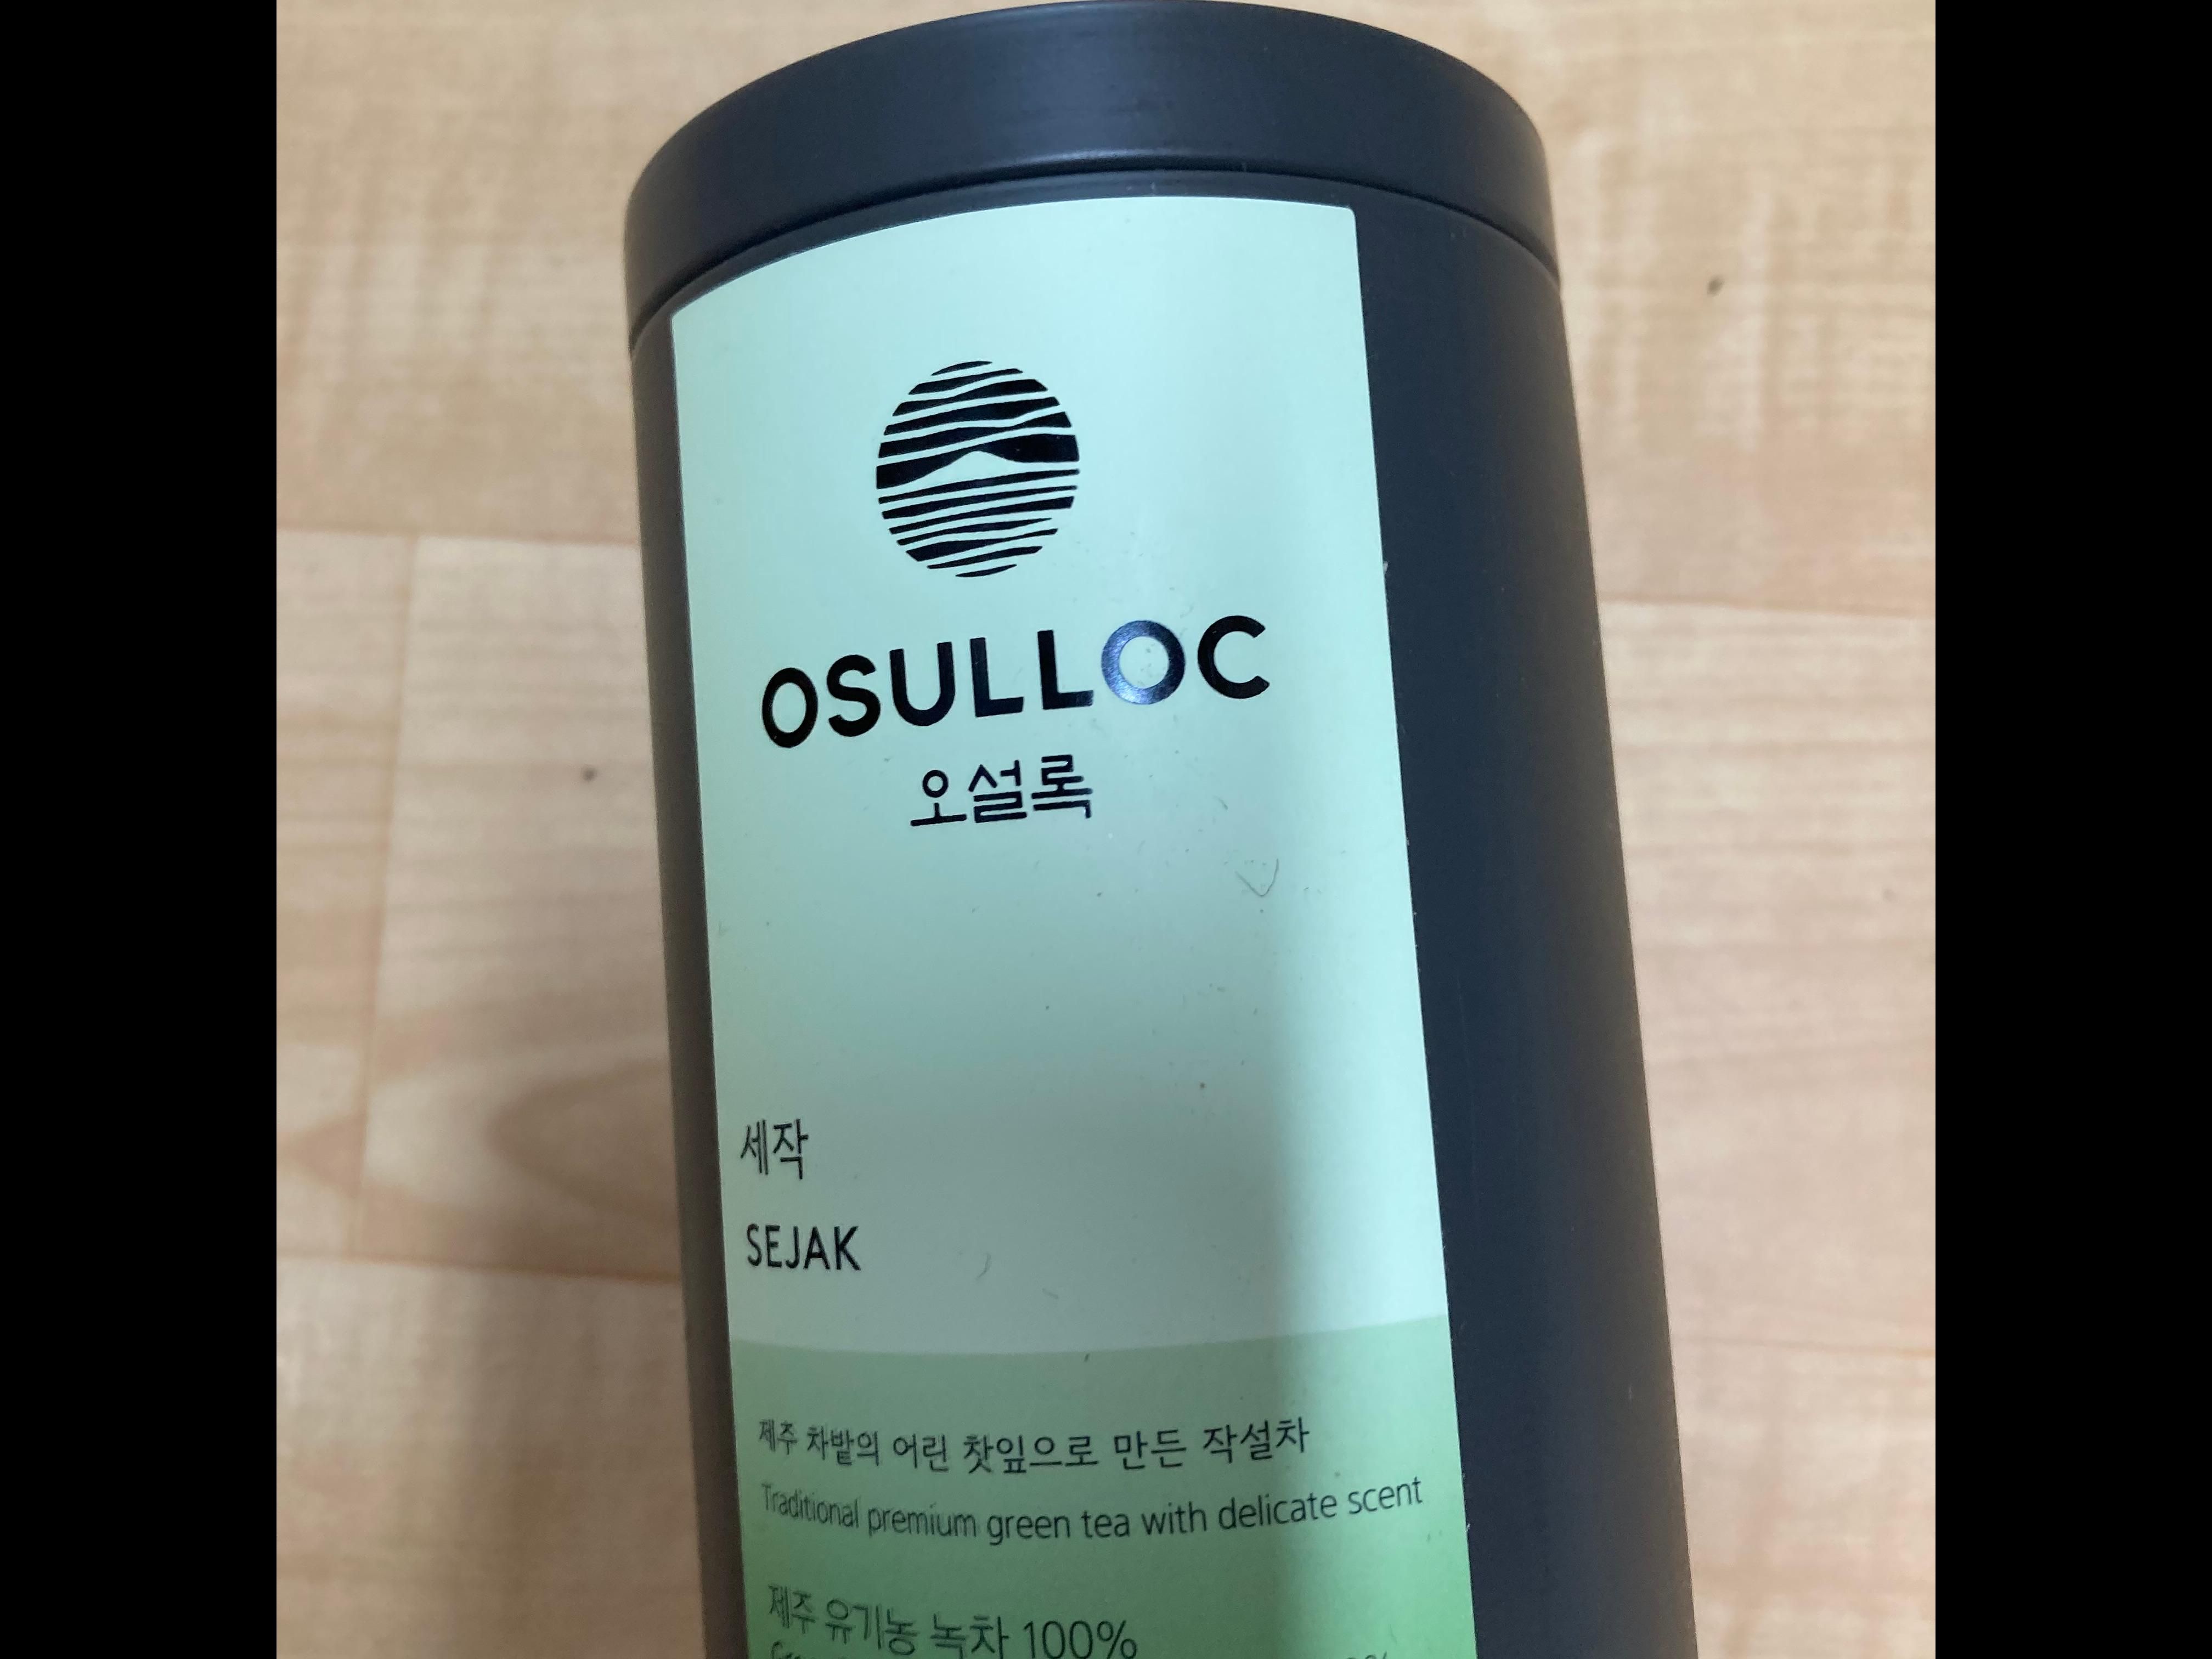 OSULLOC
오설록
세작
SEJAK
제주 차밭의 어린 찻잎으로 만든 작설차
Traditional premium green tea with delicate scent
제주 유기농 녹차 100%